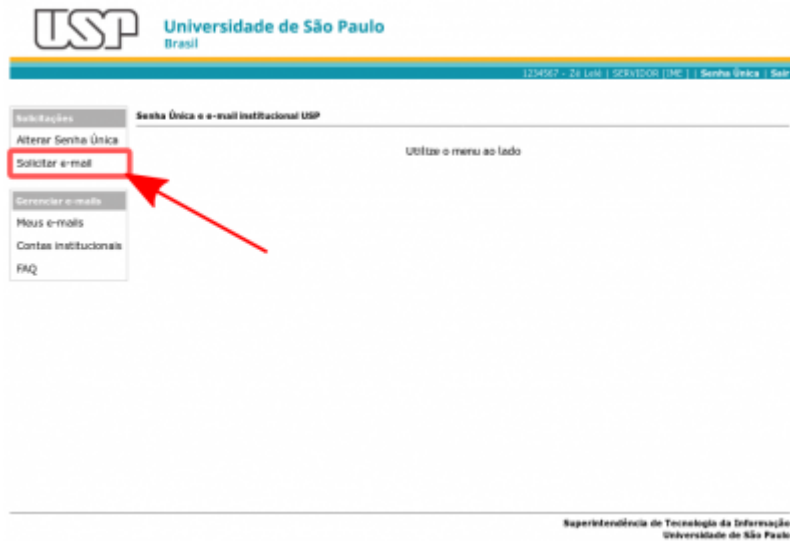 USP
Universidade de São Paulo
Brasil
1234567 - Zé Lelé | SERVIDOR [IME ] | Senha Única | Sair
Solicitações
Senha Única e e-mail institucional USP
Alterar Senha Única
Utilize o menu ao lado
Solicitar e-mail
Gerenciar e-mails
Meus e-mails
Contas institucionais
FAQ
Superintendência de Tecnologia da Informação
Universidade de São Paulo